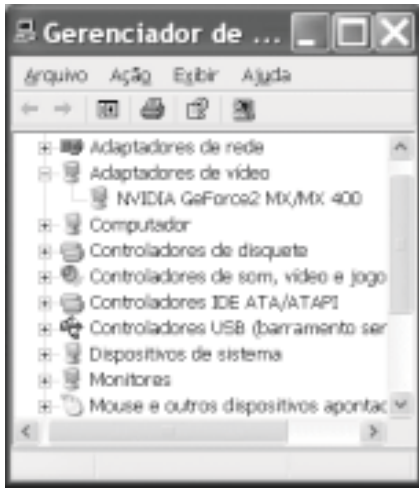 Gerenciador de ...
Arquivo Ação Exibir Ajuda
Adaptadores de rede
Adaptadores de vídeo
NVIDIA GeForce2 MX/MX 400
Computador
Controladores de disquete
Controladores de som, vídeo e jogo
Controladores IDE ATA/ATAPI
Controladores USB (barramento ser
Dispositivos de sistema
Monitores
Mouse e outros dispositivos apontac